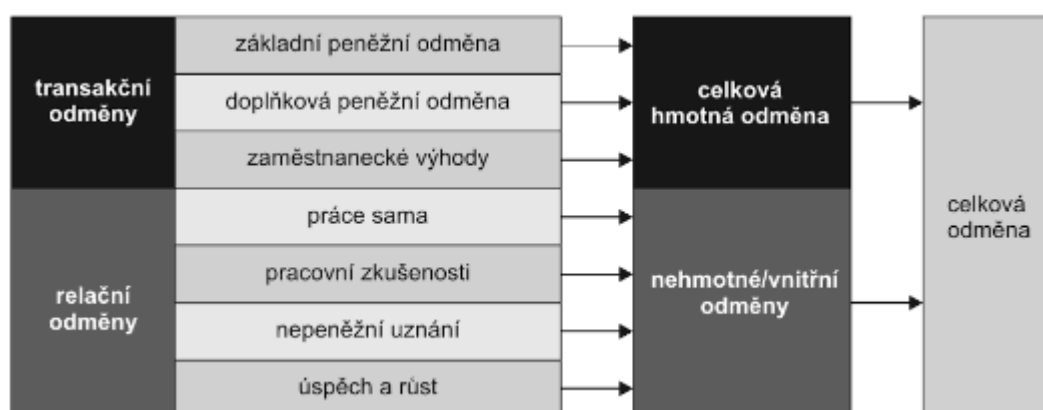 transakční
odměny
základní peněžní odměna
doplňková peněžní odměna
zaměstnanecké výhody
celková
hmotná odměna
relační
odměny
práce sama
pracovní zkušenosti
nepeněžní uznání
úspěch a růst
nehmotné/vnitřní
odměny
celková
odměna